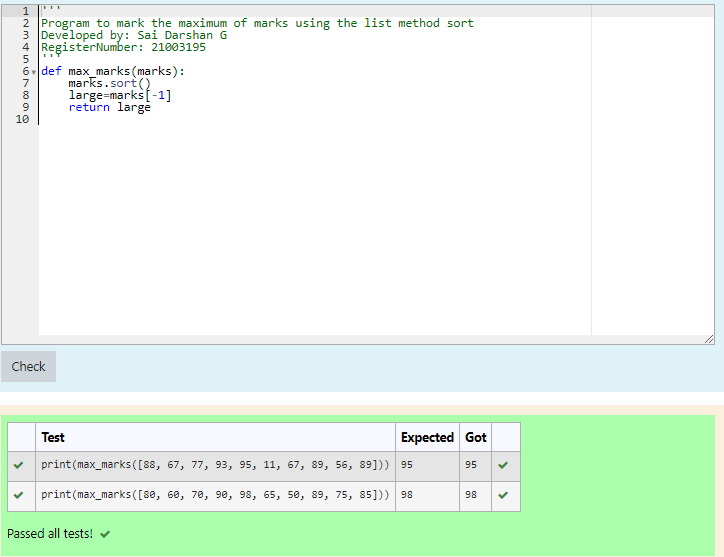 1 '''
2 Program to mark the maximum of marks using the list method sort
3 Developed by: Sai Darshan G
4 RegisterNumber: 21003195
5 '''
6 def max_marks(marks):
7     marks.sort()
8     large=marks[-1]
9     return large
10
Check
Test Expected Got
print(max_marks([88, 67, 77, 93, 95, 11, 67, 89, 56, 89])) 95 95
print(max_marks([80, 60, 70, 90, 98, 65, 50, 89, 75, 85])) 98 98
Passed all tests!